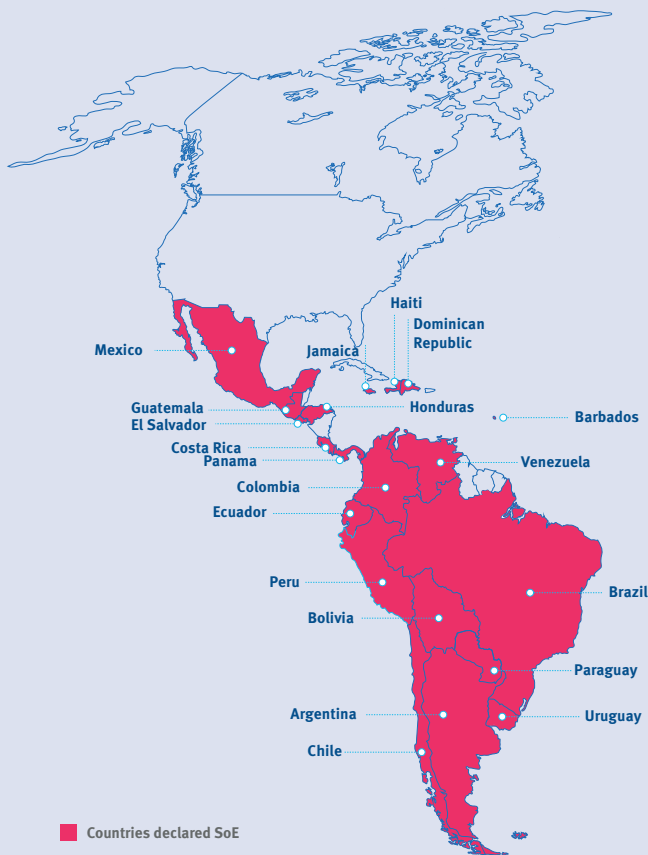 Haiti
Dominican
Republic
Jamaica
Mexico
Guatemala
Honduras
El Salvador
Barbados
Costa Rica
Panama
Venezuela
Colombia
Ecuador
Peru
Brazil
Bolivia
Paraguay
Argentina
Uruguay
Chile
Countries declared SoE